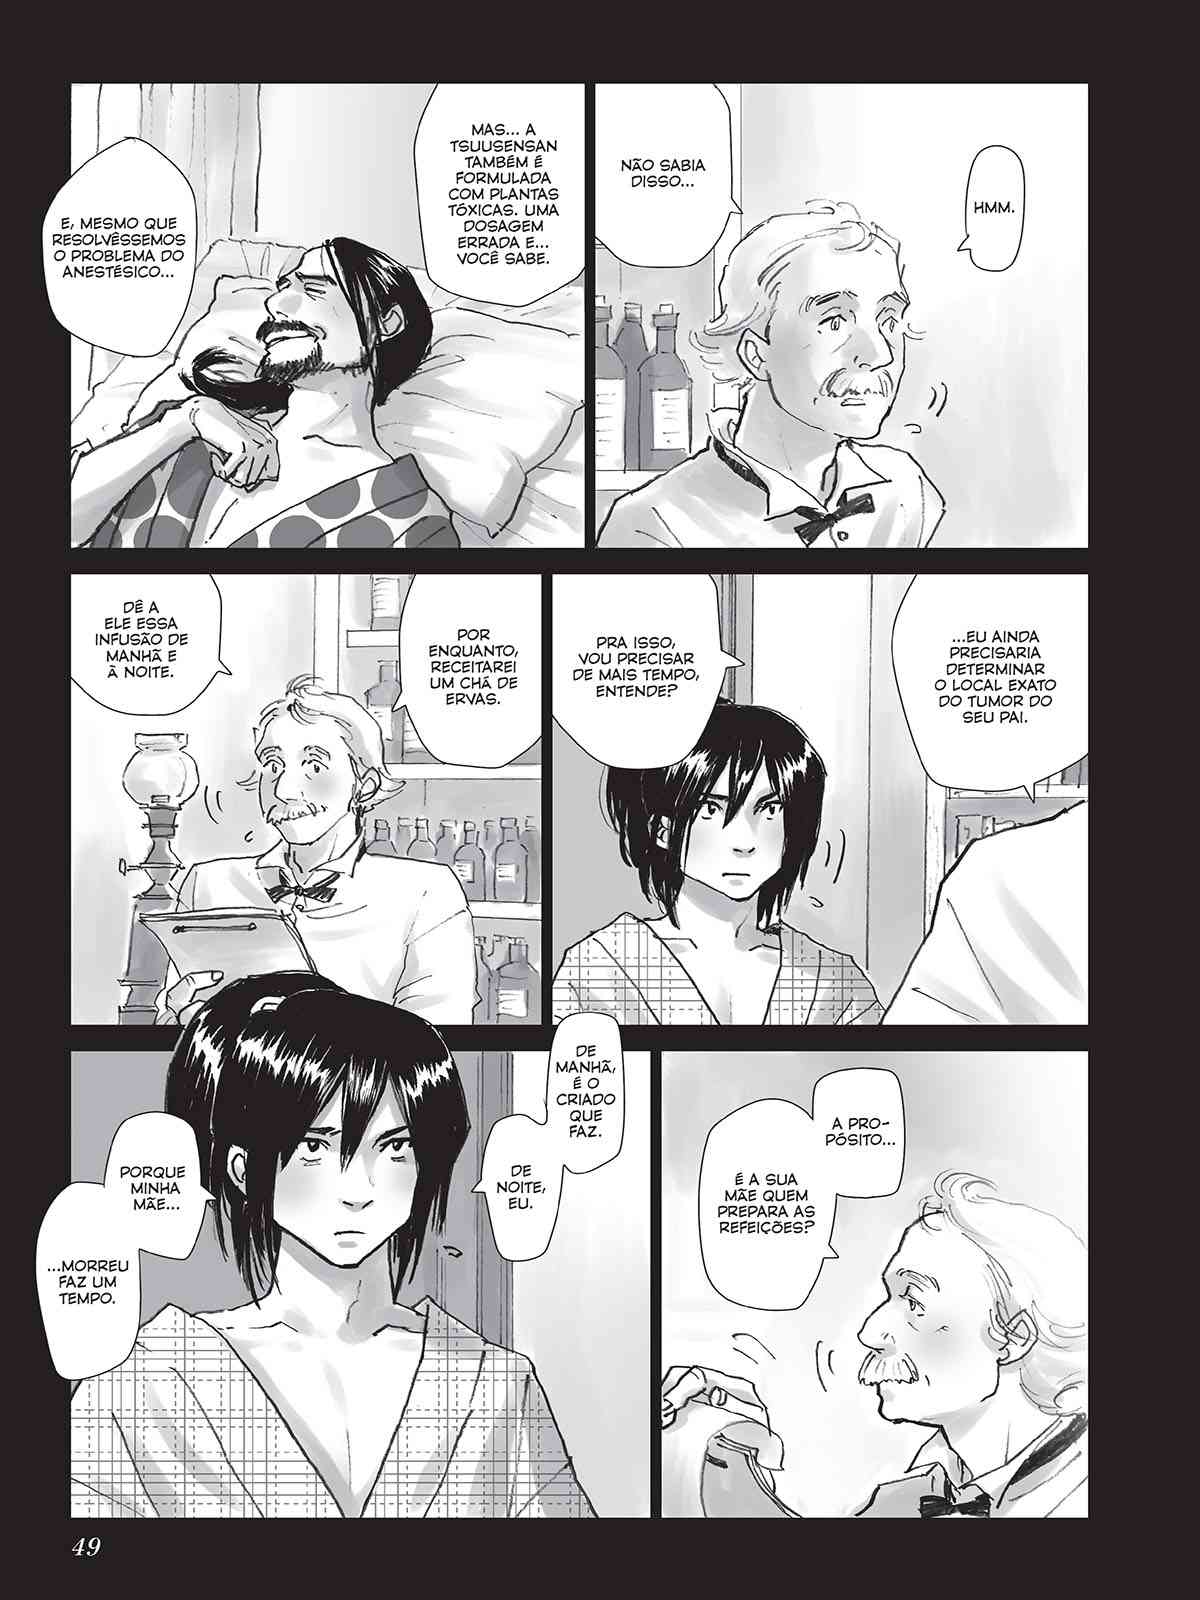 HMM.
NÃO SABIA
DISSO...
MAS... A
TSUUSENSAN
TAMBÉM É
FORMULADA
COM PLANTAS
TÓXICAS. UMA
DOSAGEM
ERRADA E...
VOCÊ SABE.
E, MESMO QUE
RESOLVÊSSEMOS
O PROBLEMA DO
ANESTÉSICO...
...EU AINDA
PRECISARIA
DETERMINAR
O LOCAL EXATO
DO TUMOR DO
SEU PAI.
PRA ISSO,
VOU PRECISAR
DE MAIS TEMPO,
ENTENDE?
POR
ENQUANTO,
RECEITAREI
UM CHÁ DE
ERVAS.
DÊ A
ELE ESSA
INFUSÃO DE
MANHÃ E
À NOITE.
A PRO-
PÓSITO...
É A SUA
MÃE QUEM
PREPARA AS
REFEIÇÕES?
DE
MANHÃ,
É O
CRIADO
QUE
FAZ.
DE
NOITE,
EU.
PORQUE
MINHA
MÃE...
...MORREU
FAZ UM
TEMPO.
49